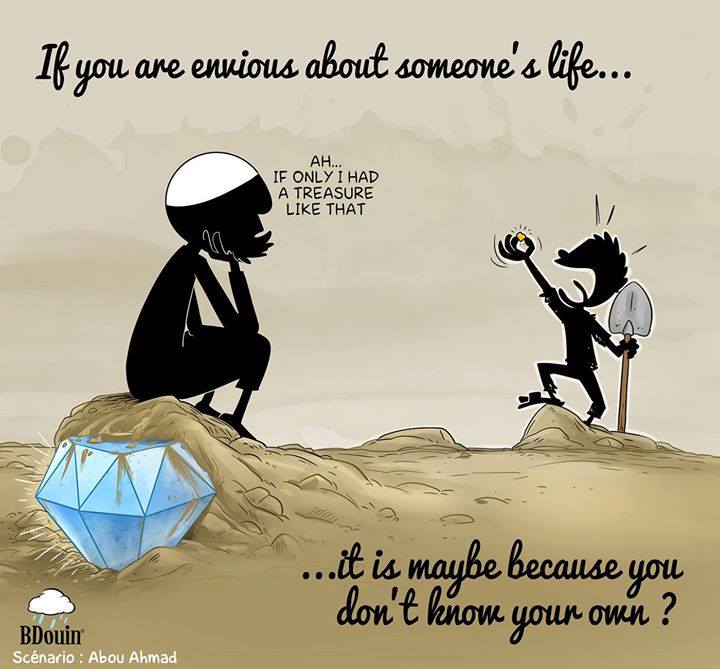 If you are envious about someone's life...
AH...
IF ONLY I HAD
A TREASURE
LIKE THAT
...it is maybe because you
don't know your own ?
BDouin
Scénario : Abou Ahmad